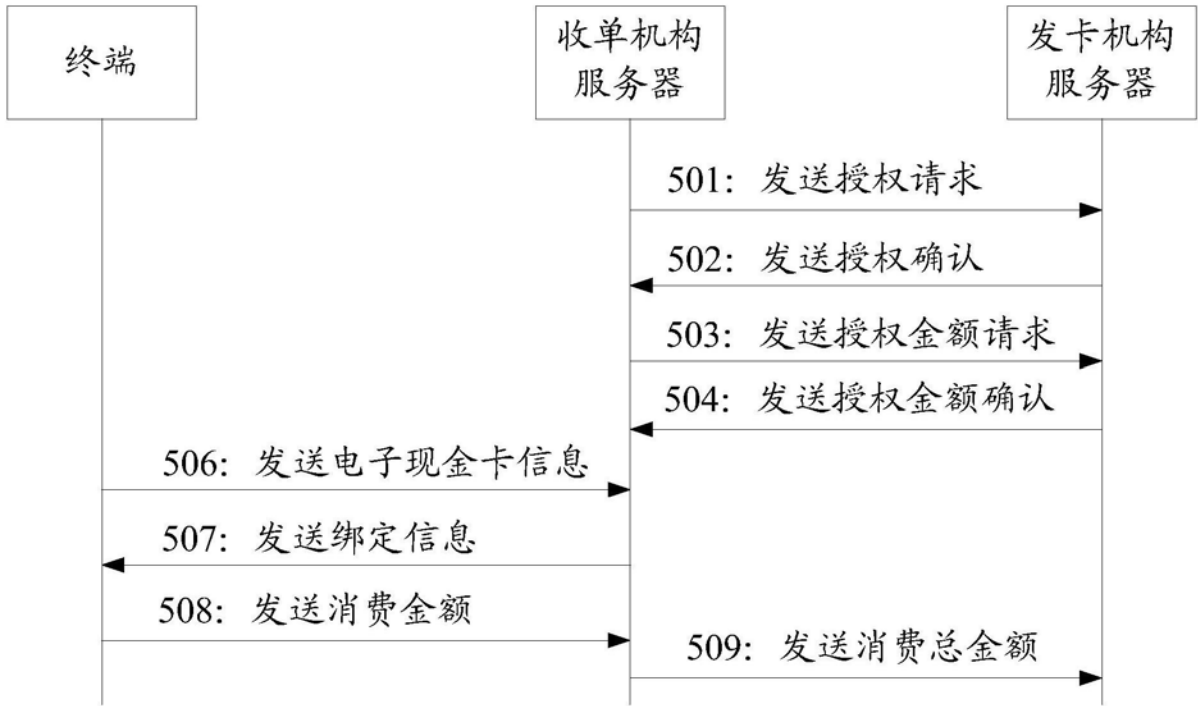 终端
收单机构
服务器
发卡机构
服务器
501：发送授权请求
502：发送授权确认
503：发送授权金额请求
504：发送授权金额确认
506：发送电子现金卡信息
507：发送绑定信息
508：发送消费金额
509：发送消费总金额